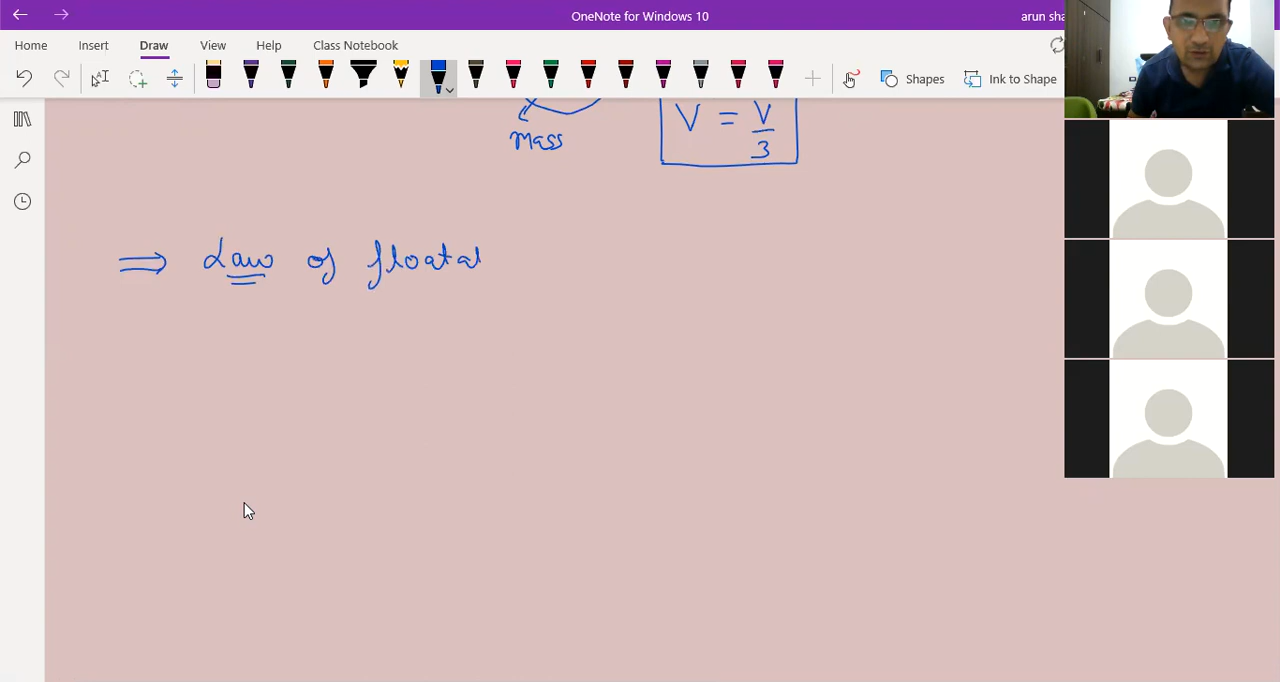 OneNote for Windows 10
arun sha
Home Insert Draw View Help Class Notebook
Shapes Ink to Shape
Mass
V = V/3
⇒ Law of floatat